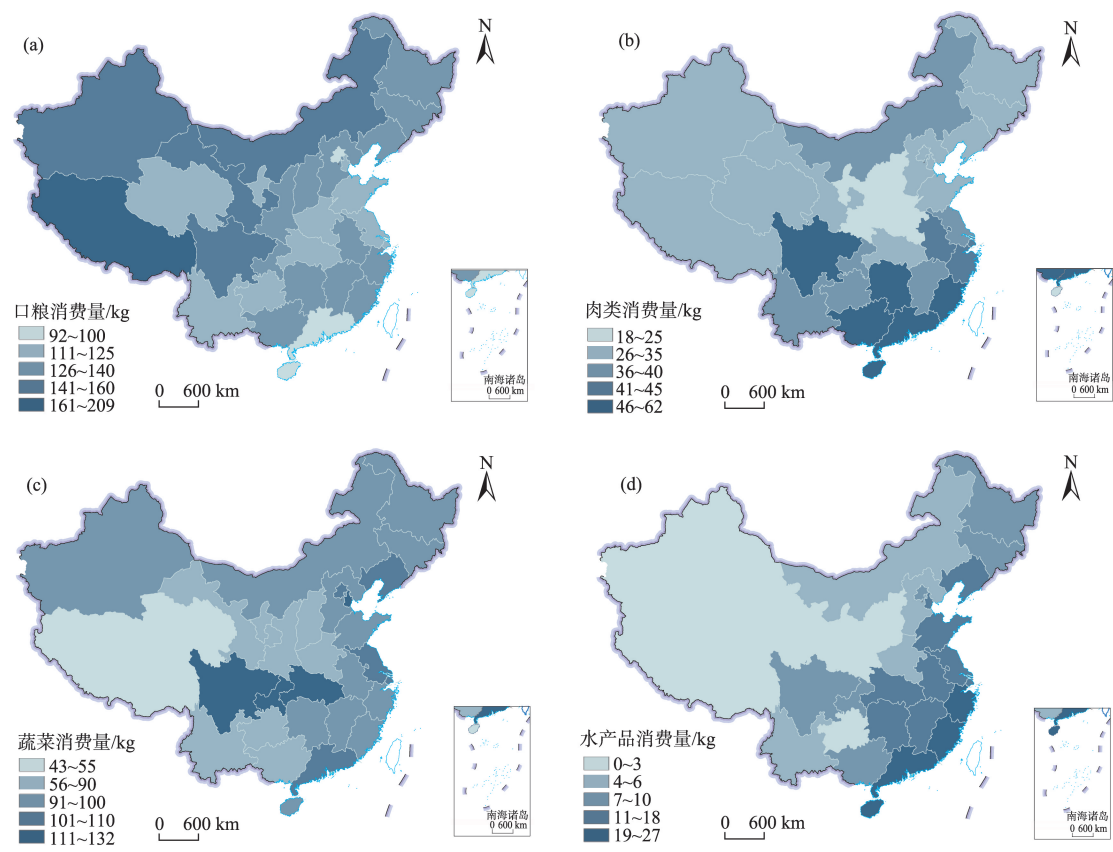 (a)
N
口粮消费量/kg
92~100
111~125
126~140
141~160
161~209
0 600 km
南海诸岛
0 600 km
(b)
N
肉类消费量/kg
18~25
26~35
36~40
41~45
46~62
0 600 km
南海诸岛
0 600 km
(c)
N
蔬菜消费量/kg
43~55
56~90
91~100
101~110
111~132
0 600 km
南海诸岛
0 600 km
(d)
N
水产品消费量/kg
0~3
4~6
7~10
11~18
19~27
0 600 km
南海诸岛
0 600 km